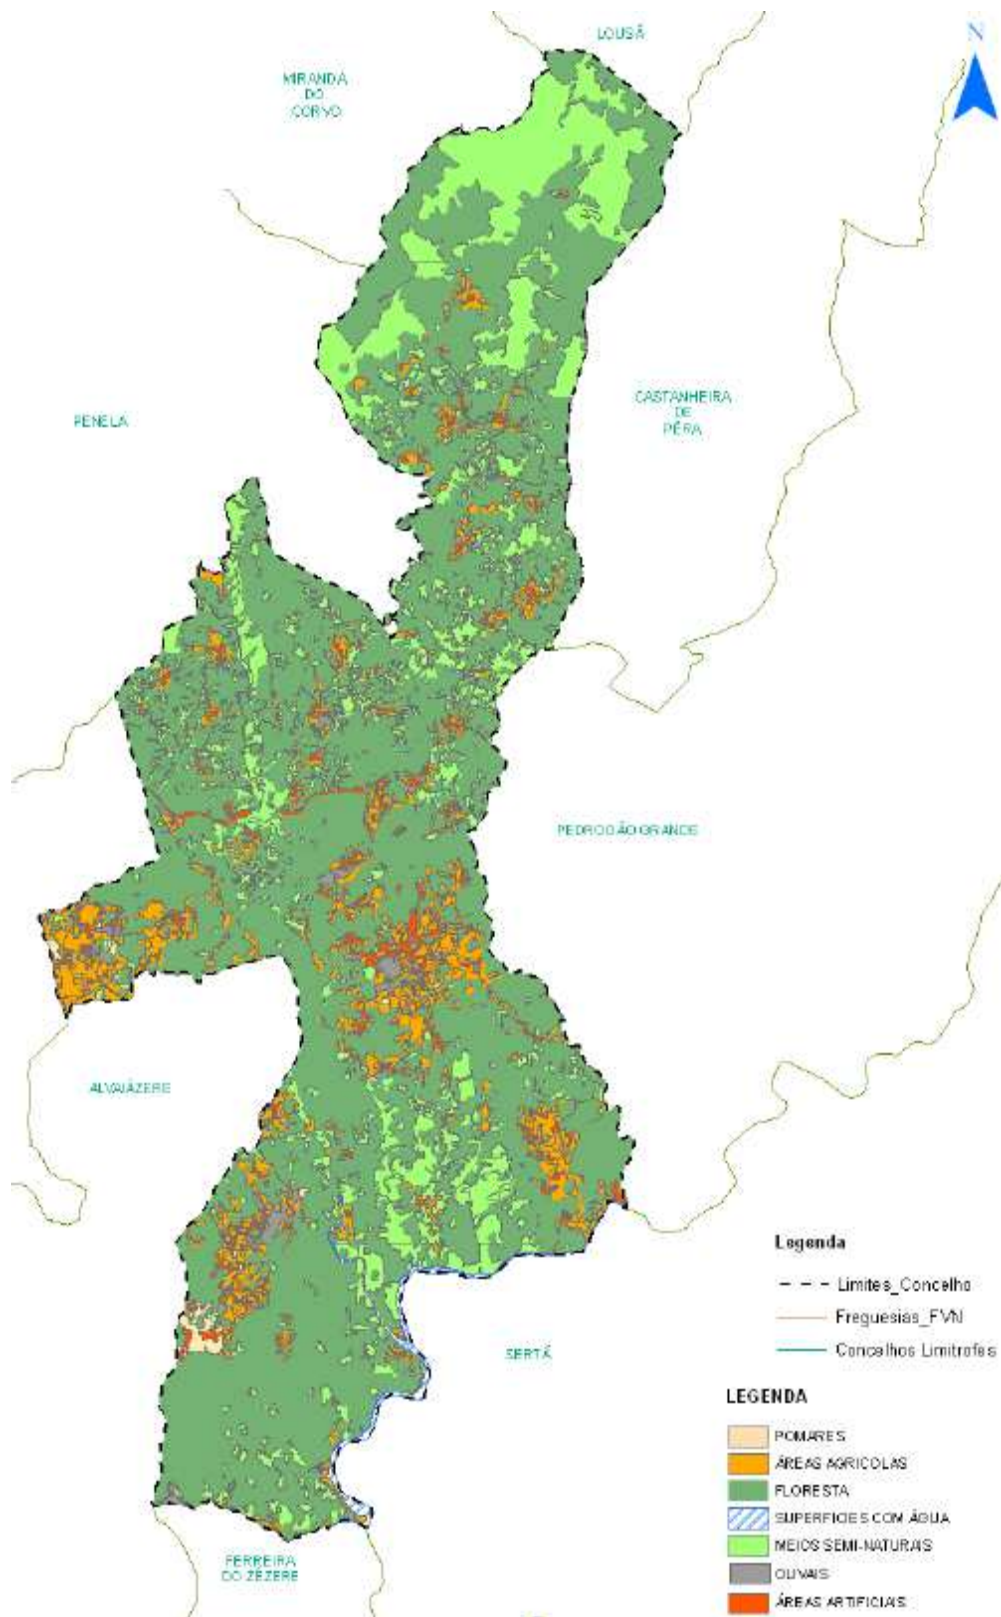 LOUSÃ
N
MIRANDA
DO
CORVO
CASTANHEIRA
DE
PÊRA
PENELA
PEDROGÃO GRANDE
ALVAIÁZERE
Legenda
Limites_Concelho
Freguesias_FVN
Concelhos Limitrofes
SERTÃ
LEGENDA
POMARES
ÁREAS AGRICOLAS
FLORESTA
SUPERFICIES COM ÁGUA
MEIOS SEMI-NATURAIS
OLIVAIS
ÁREAS ARTIFICIAIS
FERREIRA
DO ZÊZERE